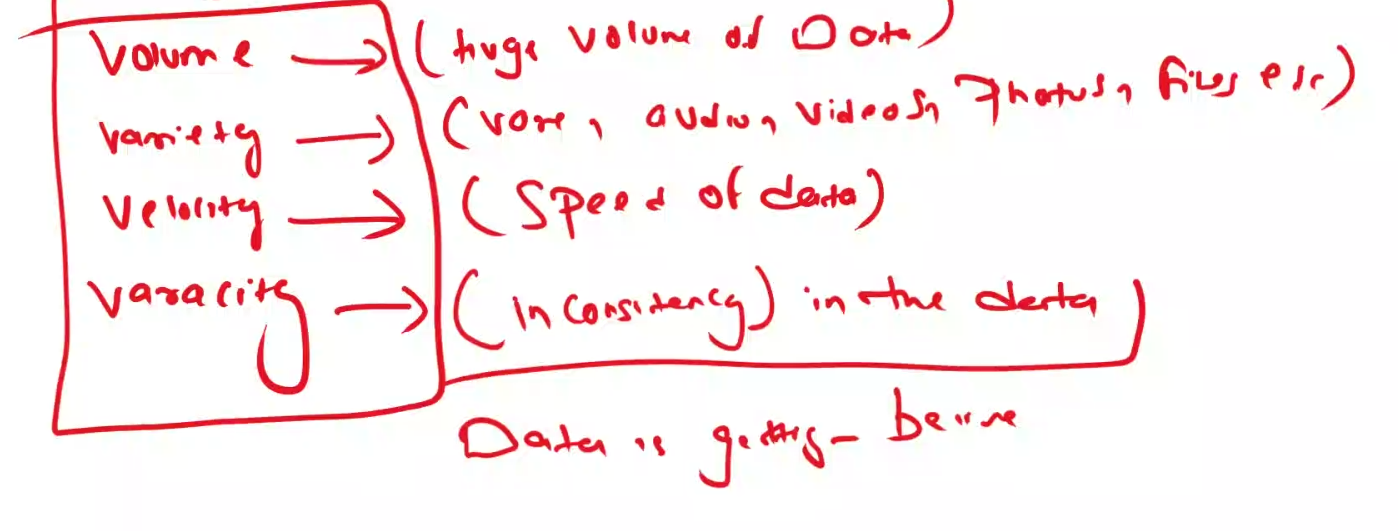 Volume → (huge volume of Data)
Variety → ( , audio, videos, Photos, files etc)
Velocity → (Speed of data)
Varacity → (inconsitency) in the data
Data is getting